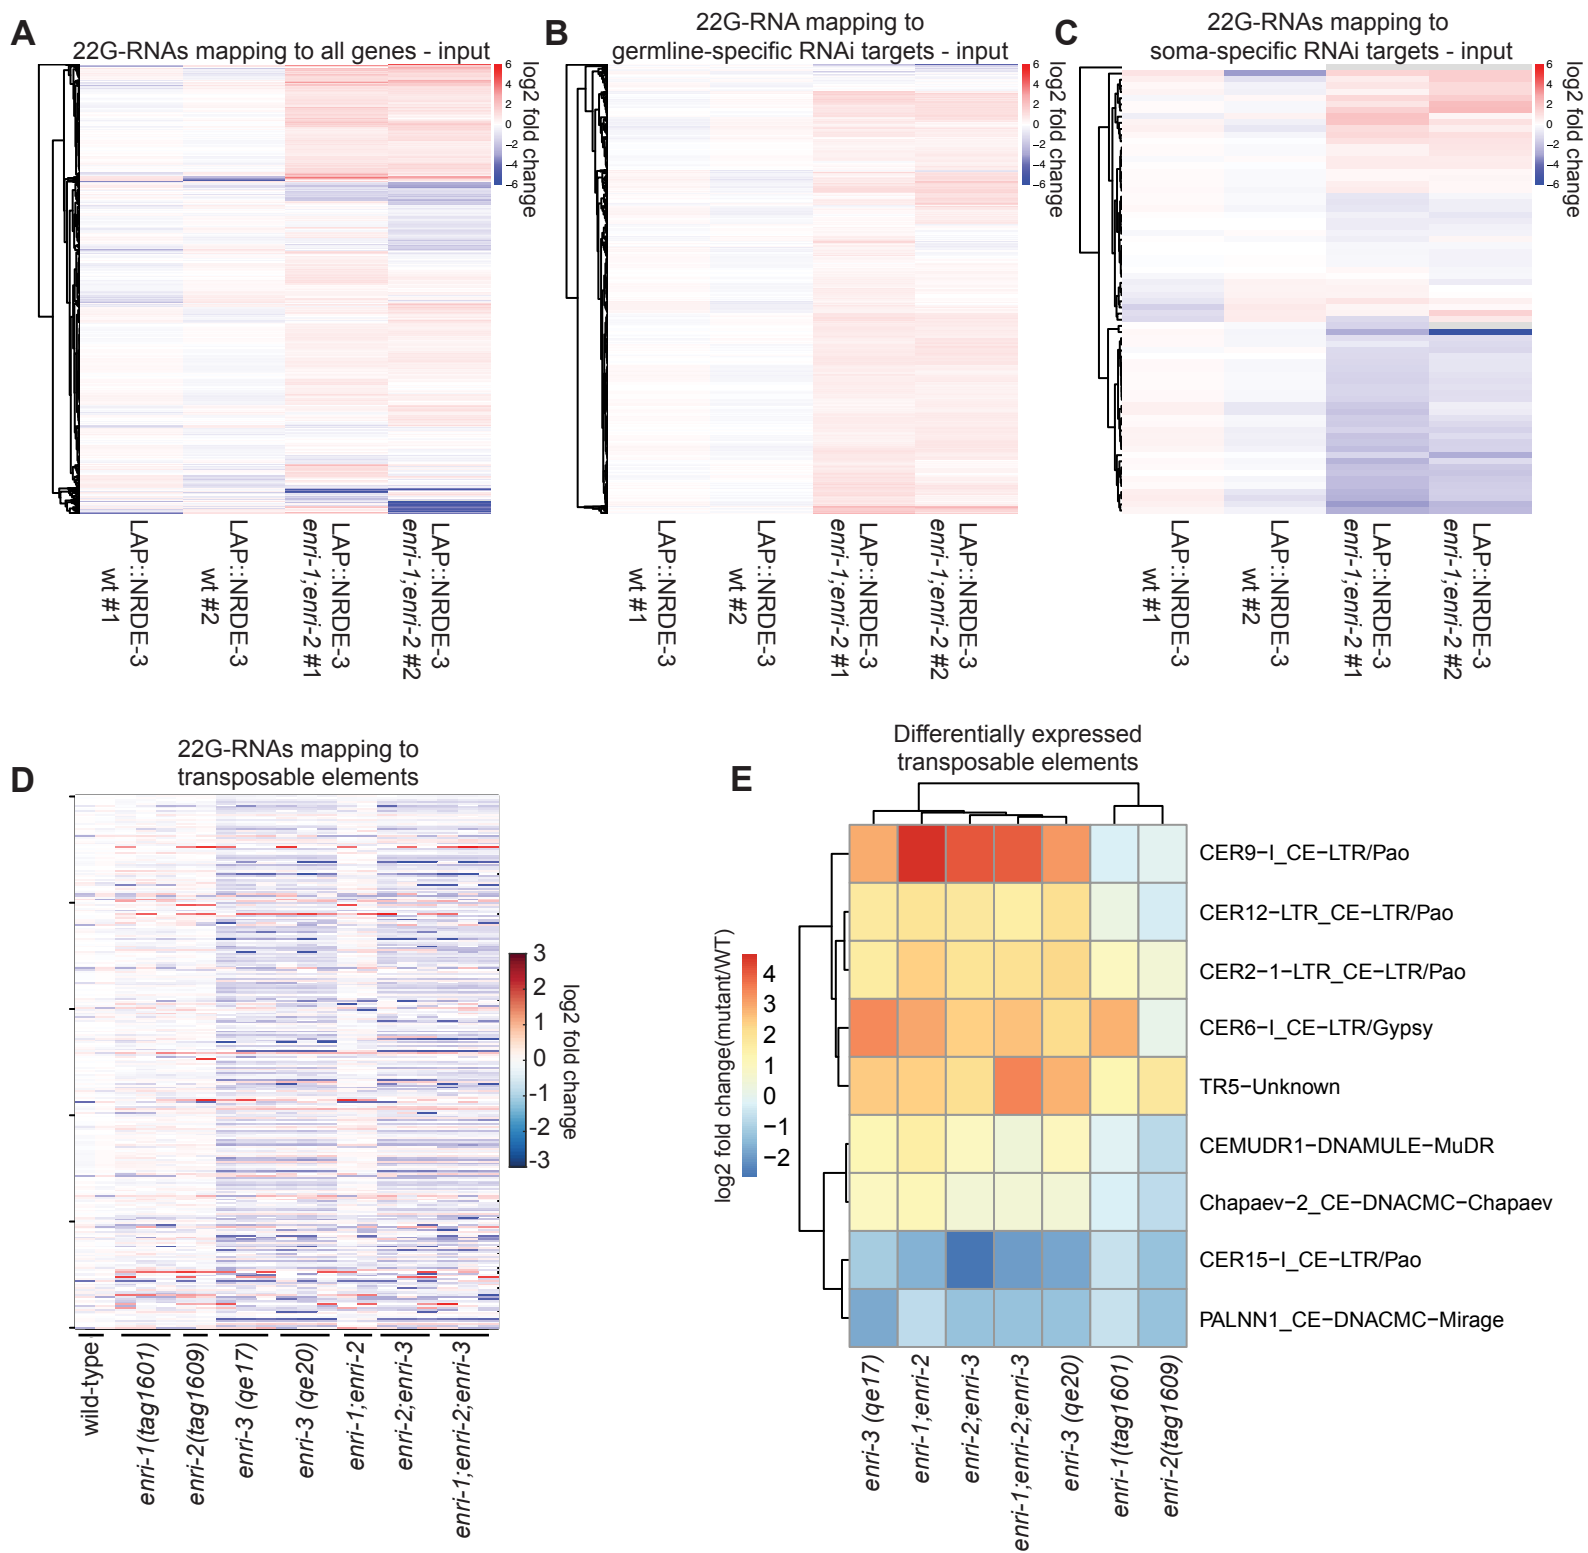 A
22G-RNAs mapping to all genes - input
6
4
2
0
−2
−4
−6
log2 fold change
LAP::NRDE-3
wt #1
LAP::NRDE-3
wt #2
LAP::NRDE-3
enri-1;enri-2 #1
LAP::NRDE-3
enri-1;enri-2 #2
B
22G-RNA mapping to
germline-specific RNAi targets - input
6
4
2
0
−2
−4
−6
log2 fold change
LAP::NRDE-3
wt #1
LAP::NRDE-3
wt #2
LAP::NRDE-3
enri-1;enri-2 #1
LAP::NRDE-3
enri-1;enri-2 #2
C
22G-RNAs mapping to
soma-specific RNAi targets - input
6
4
2
0
−2
−4
−6
log2 fold change
LAP::NRDE-3
wt #1
LAP::NRDE-3
wt #2
LAP::NRDE-3
enri-1;enri-2 #1
LAP::NRDE-3
enri-1;enri-2 #2
D
22G-RNAs mapping to
transposable elements
3
2
1
0
-1
-2
-3
log2 fold change
wild-type
enri-1(tag1601)
enri-2(tag1609)
enri-3 (qe17)
enri-3 (qe20)
enri-1;enri-2
enri-2;enri-3
enri-1;enri-2;enri-3
E
Differentially expressed
transposable elements
log2 fold change(mutant/WT)
4
3
2
1
0
−1
−2
CER9−I_CE−LTR/Pao
CER12−LTR_CE−LTR/Pao
CER2−1−LTR_CE−LTR/Pao
CER6−I_CE−LTR/Gypsy
TR5−Unknown
CEMUDR1−DNAMULE−MuDR
Chapaev−2_CE−DNACMC−Chapaev
CER15−I_CE−LTR/Pao
PALNN1_CE−DNACMC−Mirage
enri-3 (qe17)
enri-1;enri-2
enri-2;enri-3
enri-1;enri-2;enri-3
enri-3 (qe20)
enri-1(tag1601)
enri-2(tag1609)